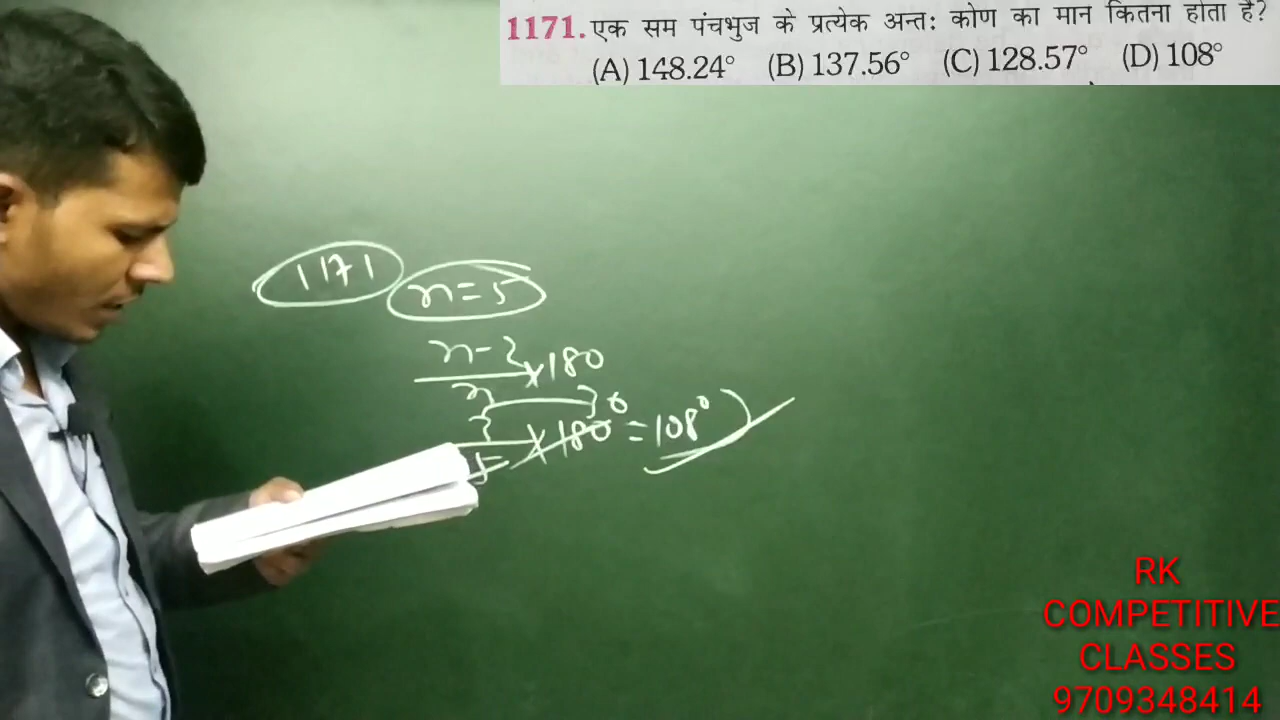 1171. एक सम पंचभुज के प्रत्येक अन्तः कोण का मान कितना होता है?
(A) 148.24° (B) 137.56° (C) 128.57° (D) 108°
1171
n=5
n-2
×180
n
36
3
×180 = 108°
5
RK
COMPETITIVE
CLASSES
9709348414